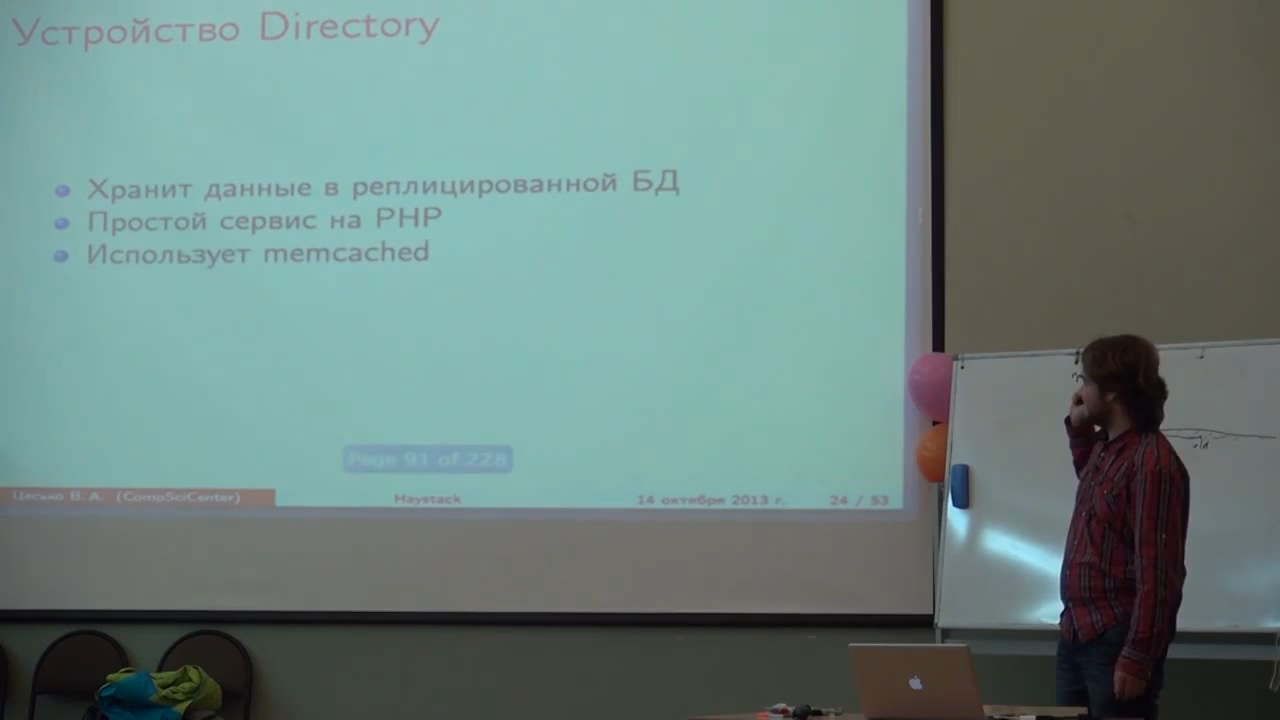 Устройство Directory
Хранит данные в реплицированной БД
Простой сервис на PHP
Использует memcached
Page 91 of 228
Цесько В. А. (CompSciCenter) Haystack 14 октября 2013 г. 24 / 53
old